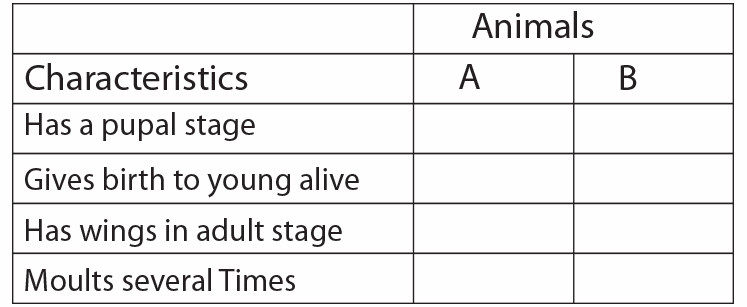 Animals
Characteristics A B
Has a pupal stage
Gives birth to young alive
Has wings in adult stage
Moults several Times